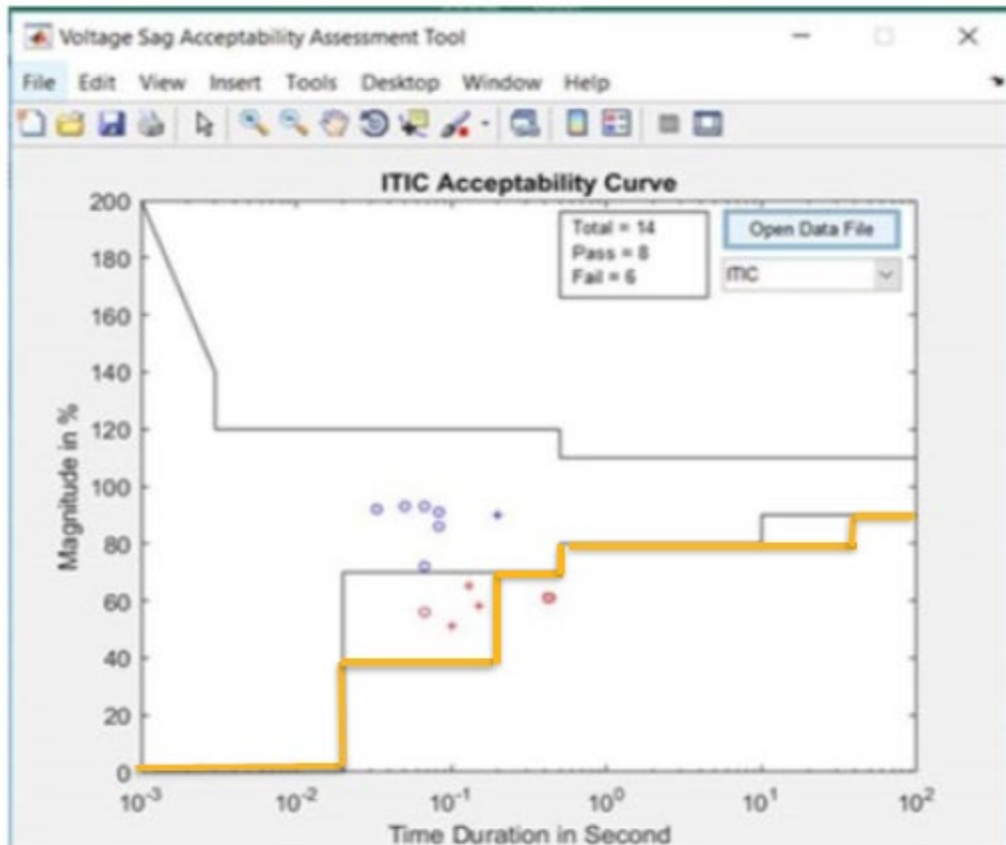 Voltage Sag Acceptability Assessment Tool
File Edit View Insert Tools Desktop Window Help
ITIC Acceptability Curve
Total = 14
Pass = 8
Fail = 6
Open Data File
ITIC
Magnitude in %
200
180
160
140
120
100
80
60
40
20
0
10-3 10-2 10-1 100 101 102
Time Duration in Second